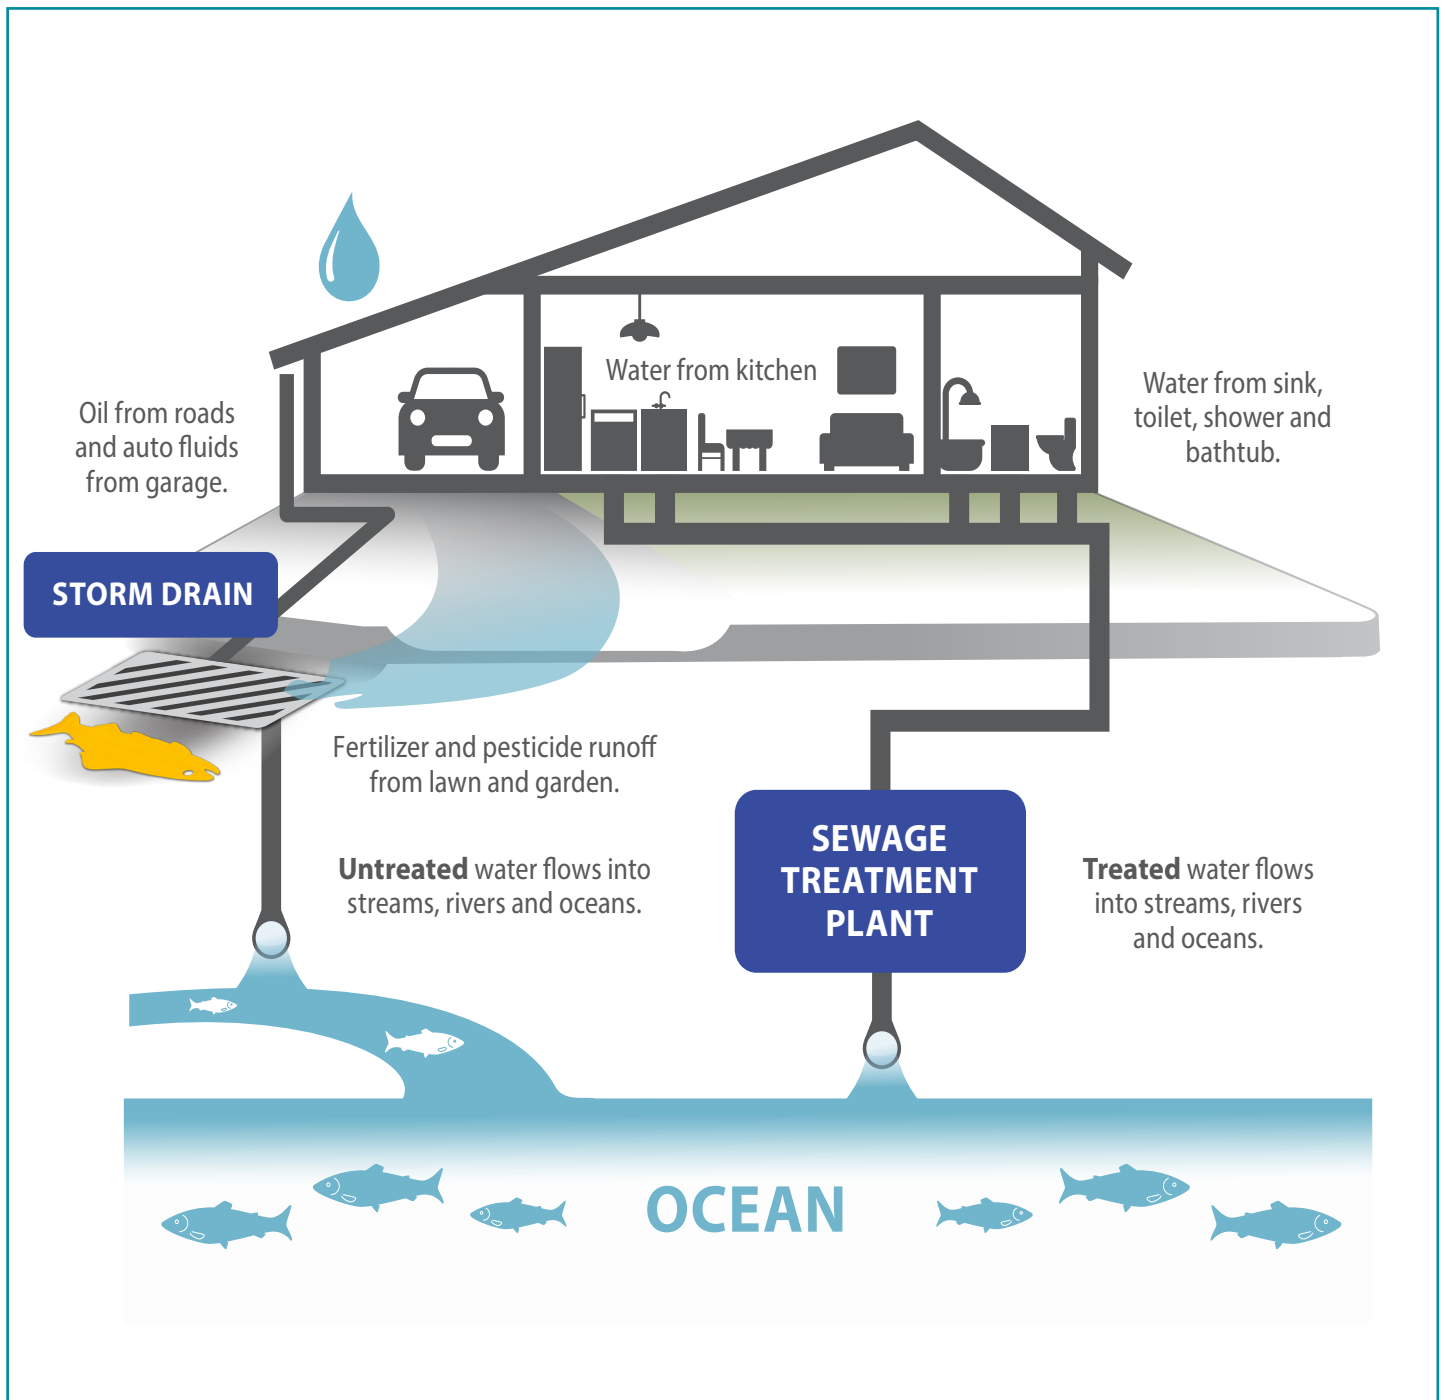 Water from kitchen
Water from sink,
toilet, shower and
bathtub.
Oil from roads
and auto fluids
from garage.
STORM DRAIN
Fertilizer and pesticide runoff
from lawn and garden.
Untreated water flows into
streams, rivers and oceans.
SEWAGE
TREATMENT
PLANT
Treated water flows
into streams, rivers
and oceans.
OCEAN